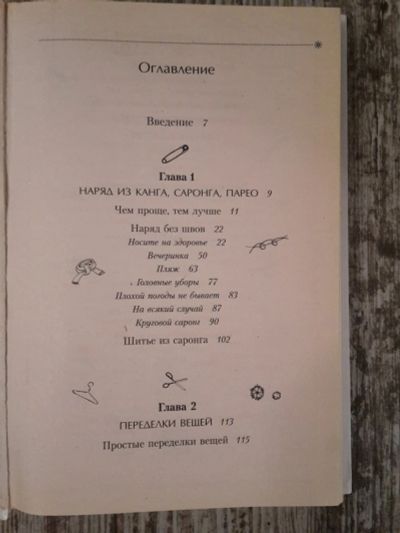 Оглавление
Введение 7
Глава 1
НАРЯД ИЗ КАНГА, САРОНГА, ПАРЕО 9
Чем проще, тем лучше 11
Наряд без швов 22
Носите на здоровье 22
Вечеринка 50
Пляж 63
Головные уборы 77
Плохой погоды не бывает 83
На всякий случай 87
Круговой саронг 90
Шитье из саронга 102
Глава 2
ПЕРЕДЕЛКИ ВЕЩЕЙ 113
Простые переделки вещей 115